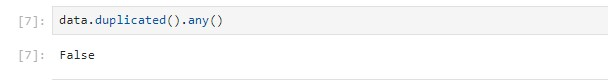 [7]: data.duplicated().any()
[7]: False